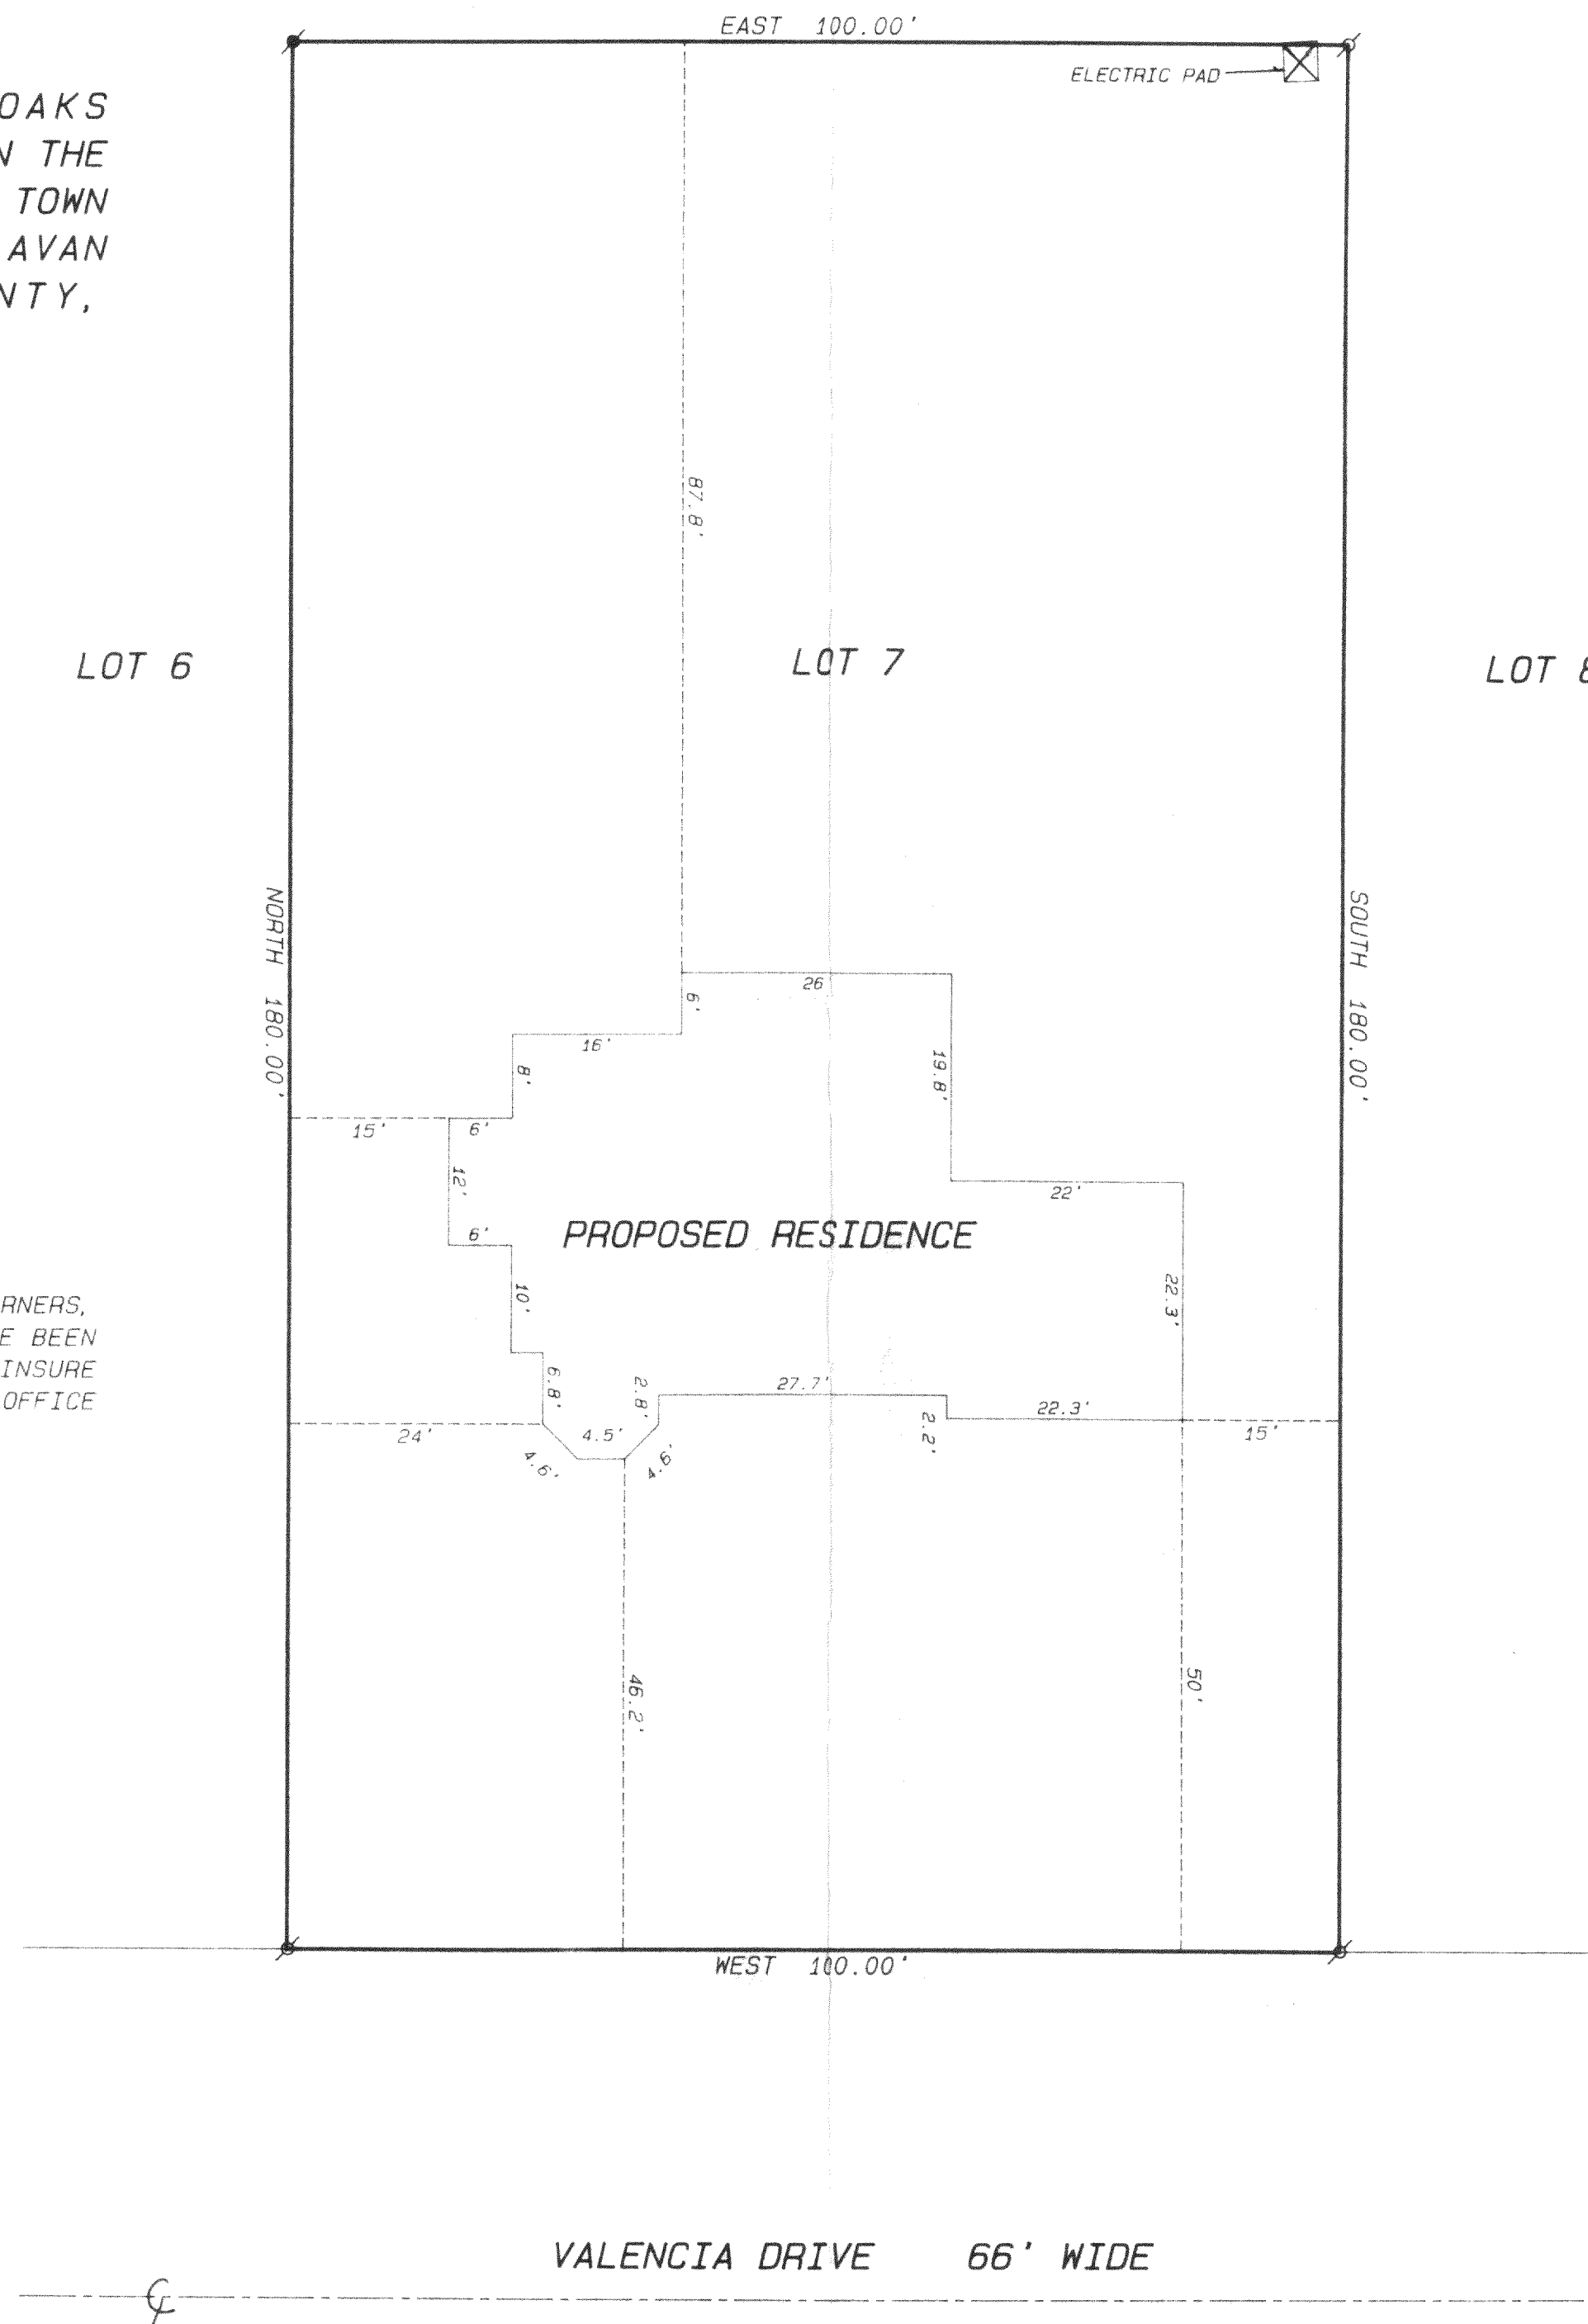 EAST 100.00'
ELECTRIC PAD
OAKS
THE
TOWN
AVAN
NTY,
87.8'
LOT 6
LOT 7
LOT
NORTH 180.00'
SOUTH 180.00'
26
6'
16'
8'
19.8'
15'
6'
12'
22'
6'
PROPOSED RESIDENCE
10'
22.3'
RNERS,
E BEEN
INSURE
OFFICE
6.8'
2.8'
27.7'
2.2'
22.3'
24'
4.5'
15'
4.6'
4.6'
46.2'
50'
WEST 100.00'
VALENCIA DRIVE 66' WIDE